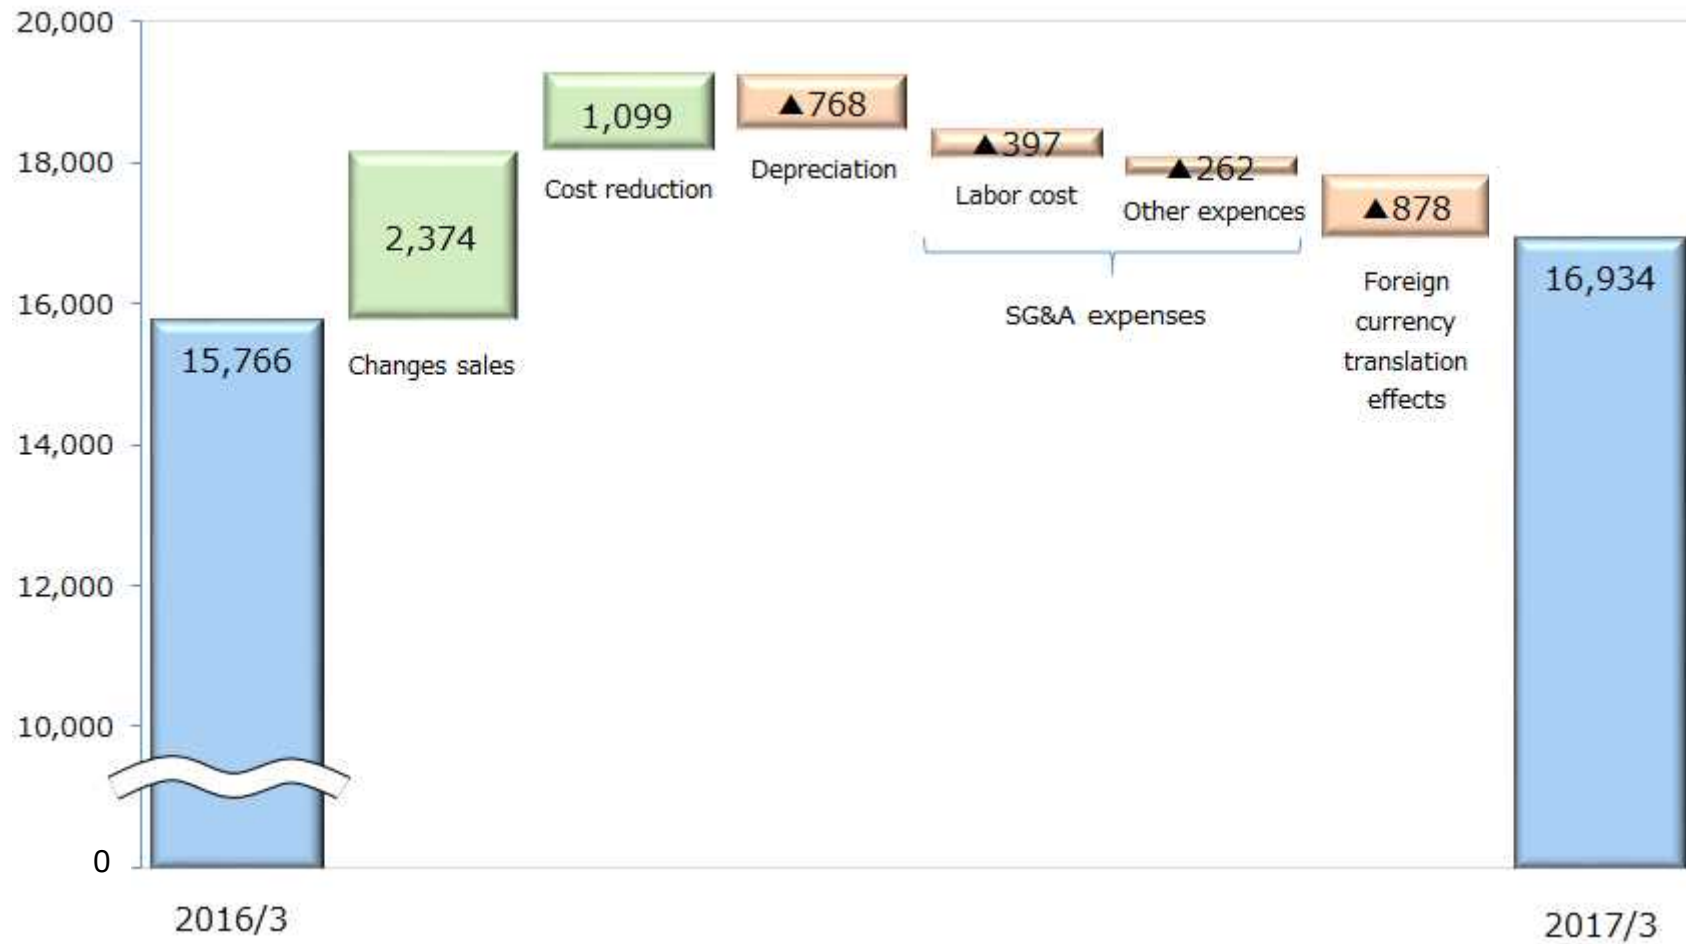 20,000
18,000
16,000
14,000
12,000
10,000
0
15,766
2016/3
2,374
Changes sales
1,099
Cost reduction
▲768
Depreciation
▲397
Labor cost
▲262
Other expences
SG&A expenses
▲878
Foreign
currency
translation
effects
16,934
2017/3